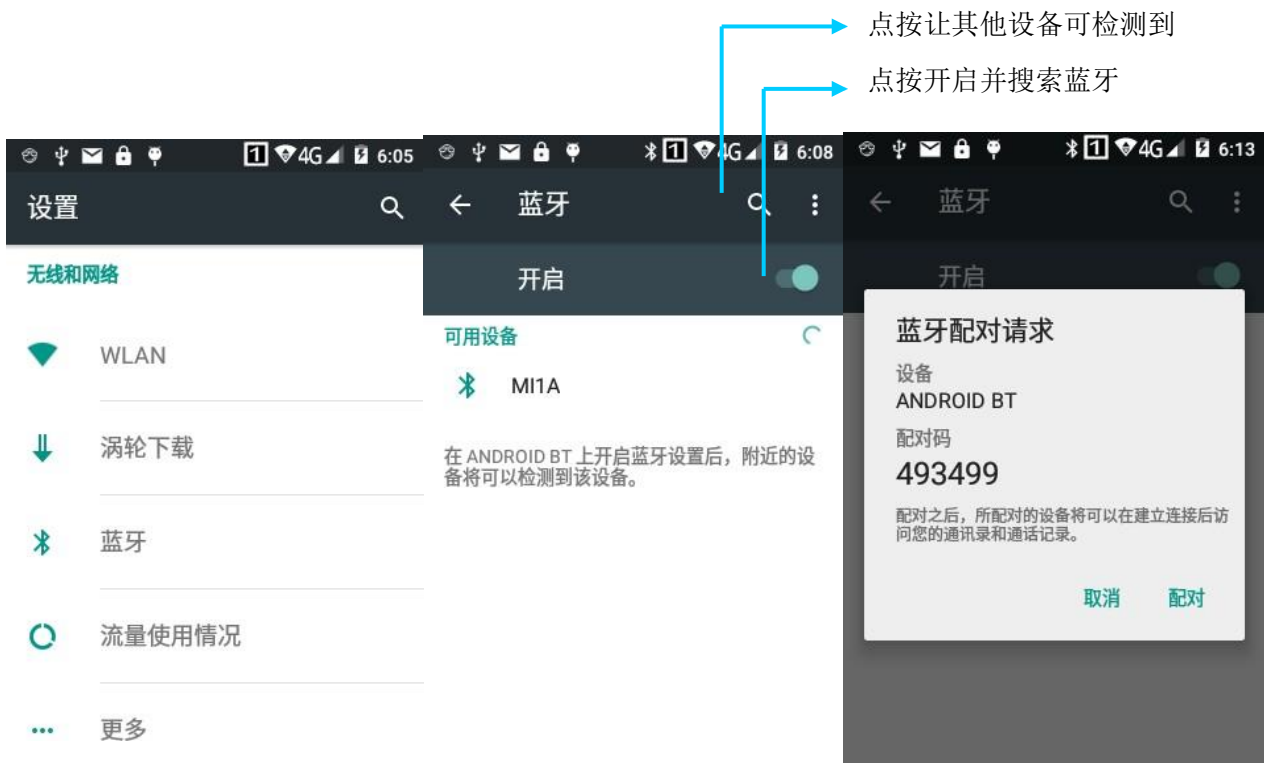 点按让其他设备可检测到
点按开启并搜索蓝牙
1 4G 6:05
设置
无线和网络
WLAN
涡轮下载
蓝牙
流量使用情况
更多
1 4G 6:08
蓝牙
开启
可用设备
MI1A
在 ANDROID BT 上开启蓝牙设置后，附近的设
备将可以检测到该设备。
1 4G 6:13
蓝牙
开启
蓝牙配对请求
设备
ANDROID BT
配对码
493499
配对之后，所配对的设备将可以在建立连接后访
问您的通讯录和通话记录。
取消 配对